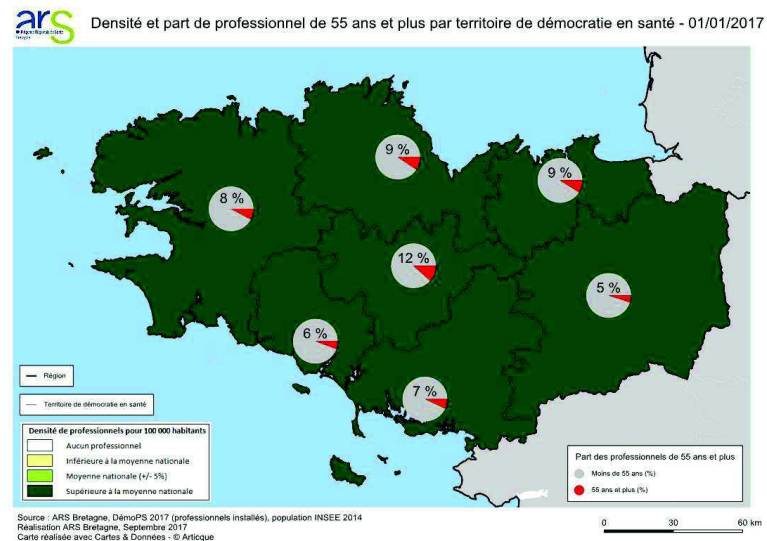 Densité et part de professionnel de 55 ans et plus par territoire de démocratie en santé - 01/01/2017
ars
9 %
9 %
8 %
12 %
5 %
6 %
7 %
Région
Territoire de démocratie en santé
Densité de professionnels pour 100 000 habitants
Aucun professionnel
Inférieure à la moyenne nationale
Moyenne nationale (+/- 5%)
Supérieure à la moyenne nationale
Part des professionnels de 55 ans et plus
Moins de 55 ans (%)
55 ans et plus (%)
0 30 60 km
Source : ARS Bretagne, DémoPS 2017 (professionnels installés), population INSEE 2014
Réalisation ARS Bretagne, Septembre 2017
Carte réalisée avec Cartes & Données - © Articque